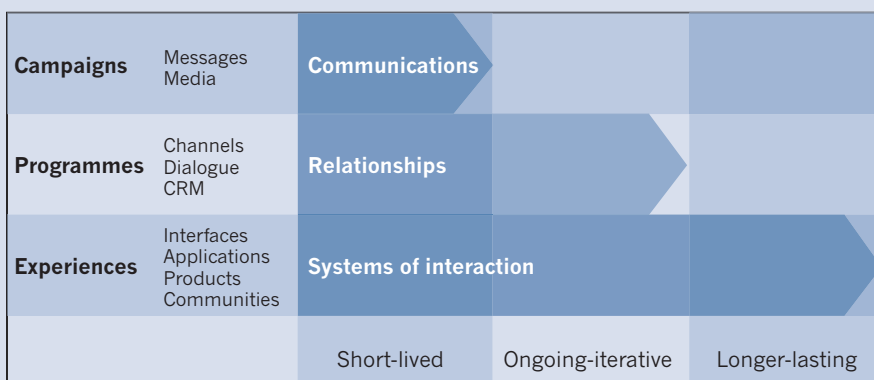 Campaigns
Messages
Media
Communications
Programmes
Channels
Dialogue
CRM
Relationships
Experiences
Interfaces
Applications
Products
Communities
Systems of interaction
Short-lived
Ongoing-iterative
Longer-lasting